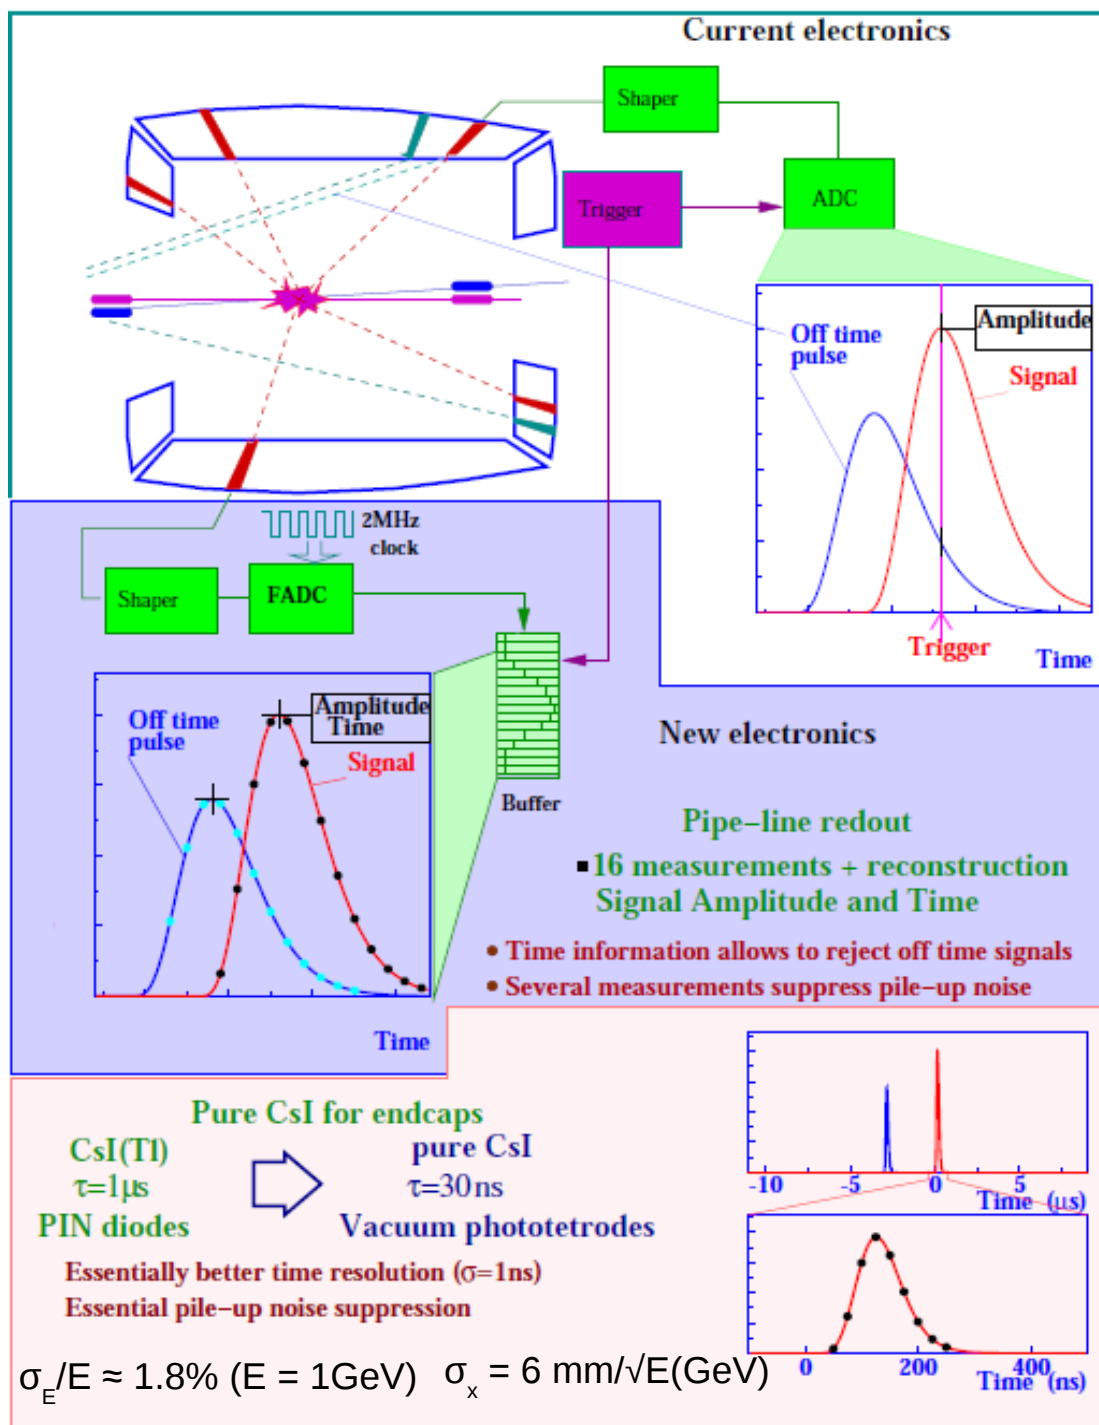 Current electronics
Shaper
Trigger
ADC
Amplitude
Off time
pulse
Signal
Trigger
Time
2MHz
clock
Shaper
FADC
Amplitude
Time
Off time
pulse
Signal
Buffer
Time
New electronics
Pipe-line redout
16 measurements + reconstruction
Signal Amplitude and Time
• Time information allows to reject off time signals
• Several measurements suppress pile-up noise
Pure CsI for endcaps
CsI(Tl)
τ=1μs
PIN diodes
pure CsI
τ=30ns
Vacuum phototetrodes
Essentially better time resolution (σ=1ns)
Essential pile-up noise suppression
-10 -5 0 5
Time (μs)
0 200 400
Time (ns)
σE/E ≈ 1.8% (E = 1GeV) σx = 6 mm/√E(GeV)